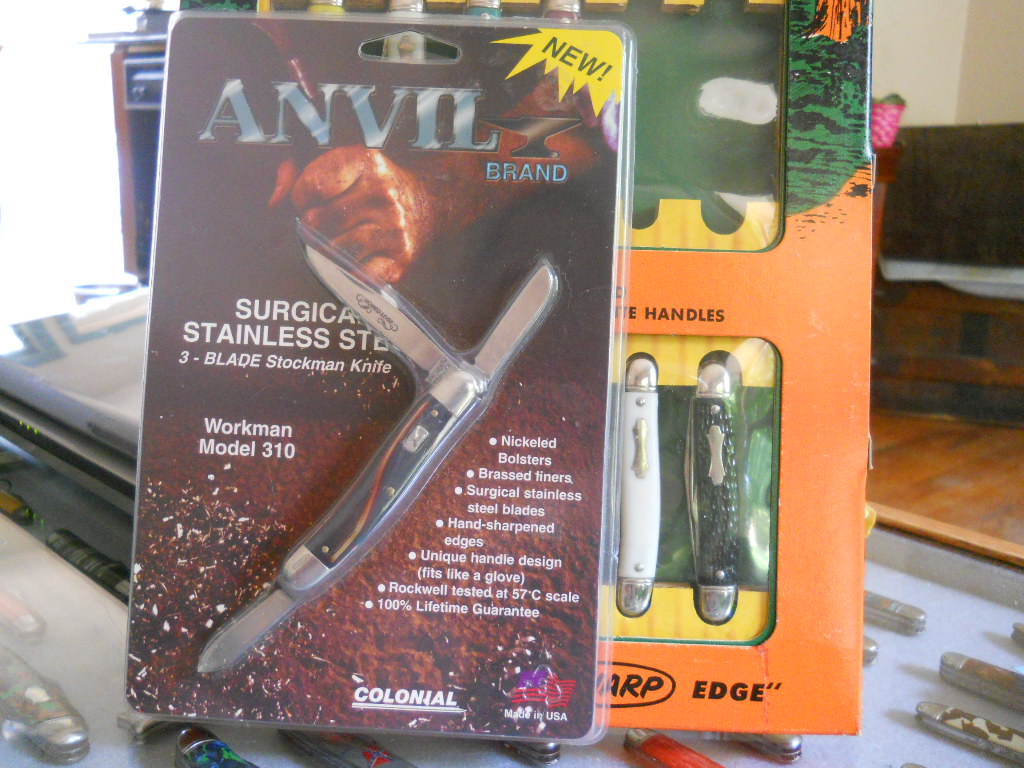 NEW!
ANVIL
BRAND
SURGICAL
STAINLESS STE
3 - BLADE Stockman Knife
Workman
Model 310
● Nickeled
Bolsters
● Brassed liners
● Surgical stainless
steel blades
● Hand-sharpened
edges
● Unique handle design
(fits like a glove)
● Rockwell tested at 57°C scale
● 100% Lifetime Guarantee
COLONIAL
Made in USA
HANDLES
ARP EDGE"